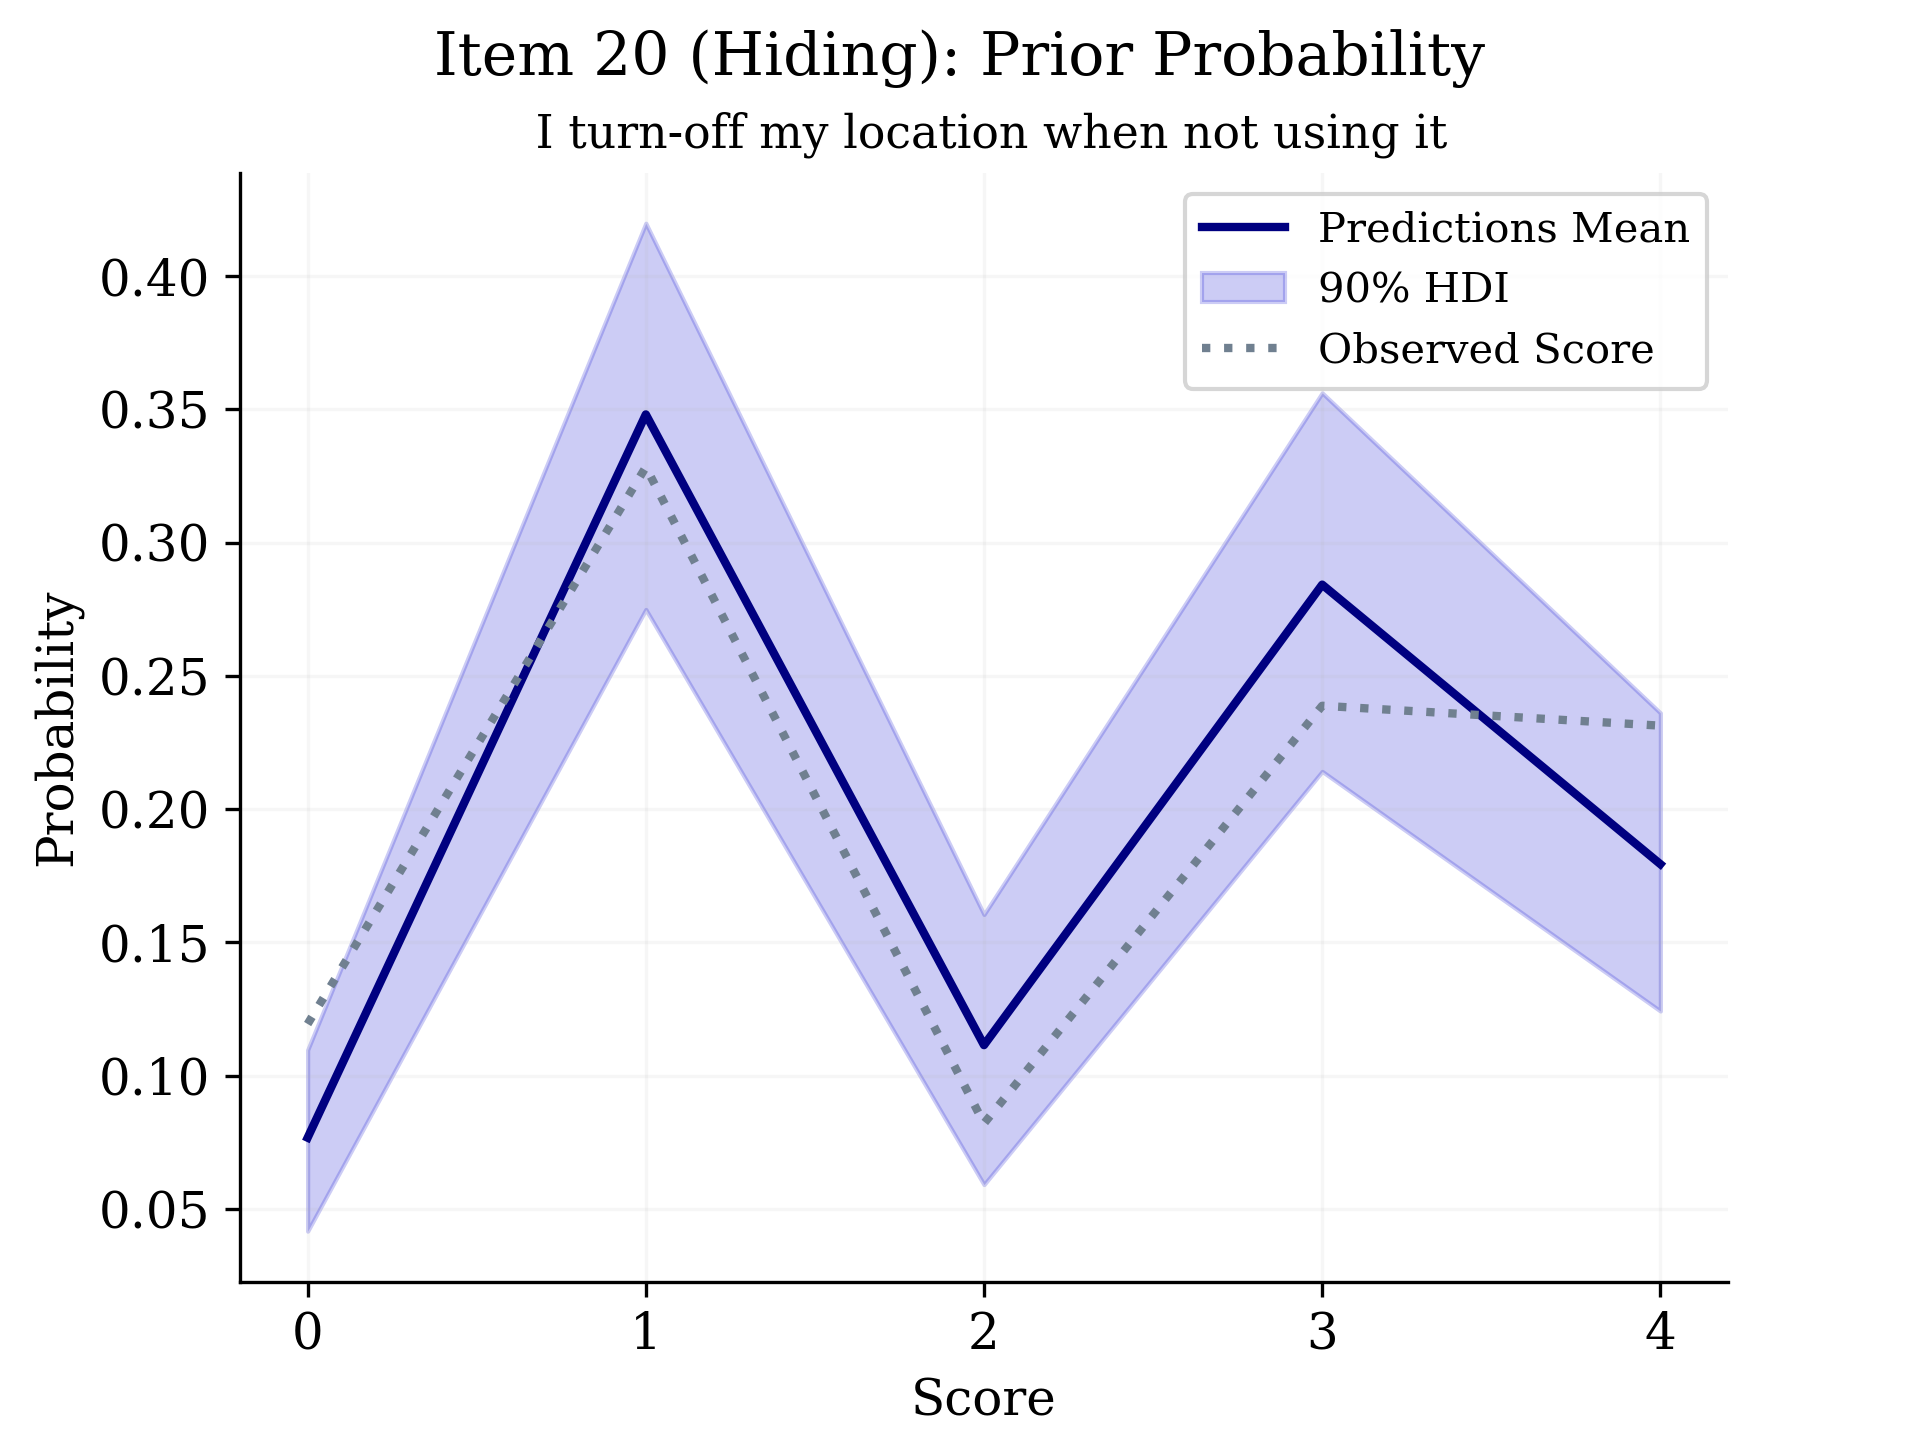 Item 20 (Hiding): Prior Probability
I turn-off my location when not using it
Predictions Mean
90% HDI
Observed Score
Probability
0.40
0.35
0.30
0.25
0.20
0.15
0.10
0.05
0 1 2 3 4
Score